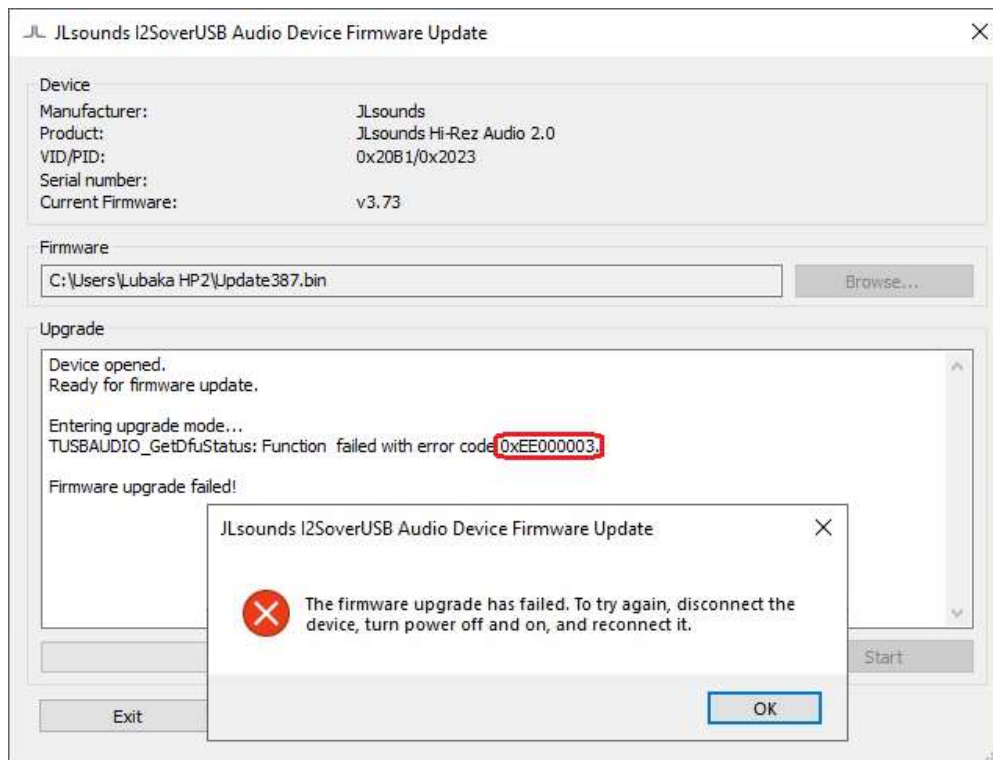 JLsounds I2SoverUSB Audio Device Firmware Update
Device
Manufacturer: JLsounds
Product: JLsounds Hi-Rez Audio 2.0
VID/PID: 0x20B1/0x2023
Serial number:
Current Firmware: v3.73
Firmware
C:\Users\Lubaka HP2\Update387.bin Browse...
Upgrade
Device opened.
Ready for firmware update.
Entering upgrade mode...
TUSBAUDIO_GetDfuStatus: Function failed with error code 0xEE000003.
Firmware upgrade failed!
JLsounds I2SoverUSB Audio Device Firmware Update
The firmware upgrade has failed. To try again, disconnect the
device, turn power off and on, and reconnect it.
Start
Exit
OK